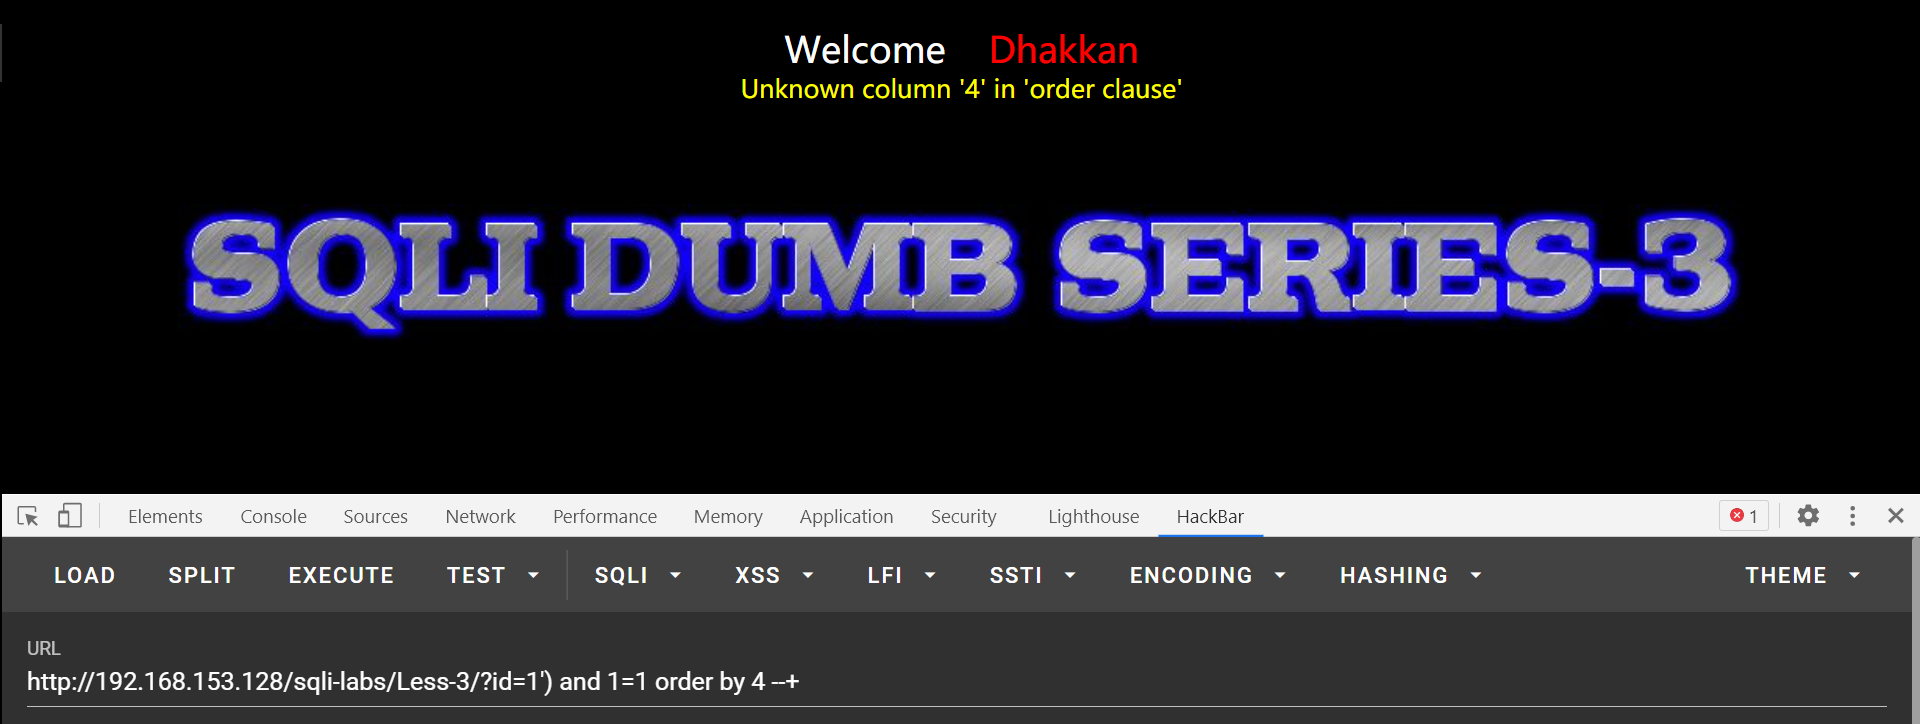 Welcome Dhakkan
Unknown column '4' in 'order clause'
SQLI DUMB SERIES-3
Elements Console Sources Network Performance Memory Application Security Lighthouse HackBar 1
LOAD SPLIT EXECUTE TEST SQLI XSS LFI SSTI ENCODING HASHING THEME
URL
http://192.168.153.128/sqli-labs/Less-3/?id=1') and 1=1 order by 4 --+